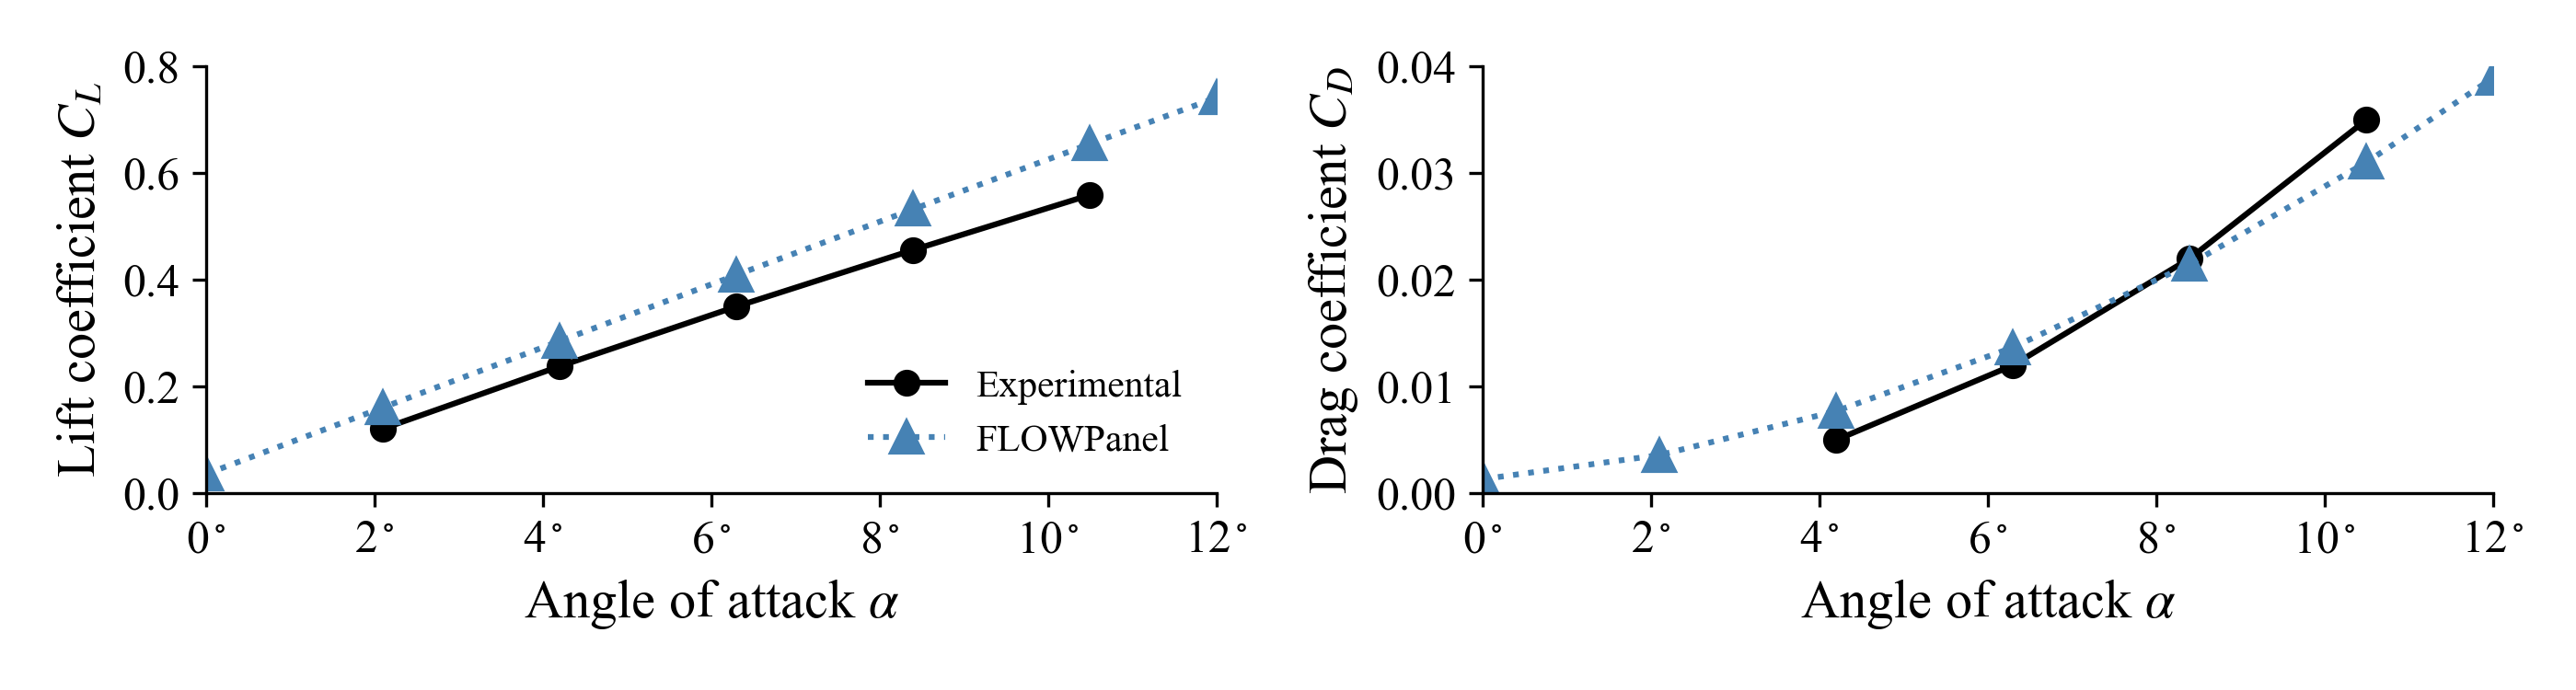 Lift coefficient C_L
0.8
0.6
0.4
0.2
0.0
0° 2° 4° 6° 8° 10° 12°
Angle of attack α
Experimental
FLOWPanel
Drag coefficient C_D
0.04
0.03
0.02
0.01
0.00
0° 2° 4° 6° 8° 10° 12°
Angle of attack α